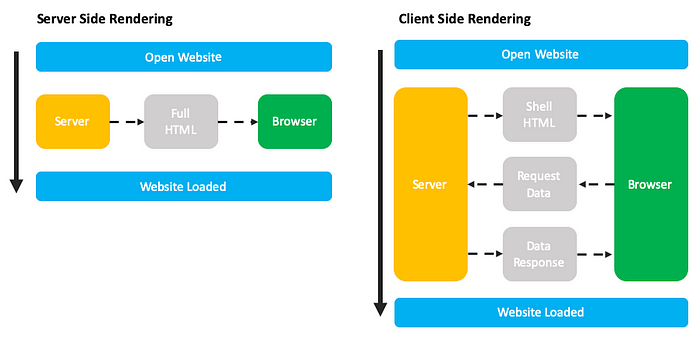 Server Side Rendering
Open Website
Server
Full
HTML
Browser
Website Loaded
Client Side Rendering
Open Website
Server
Shell
HTML
Request
Data
Data
Response
Browser
Website Loaded